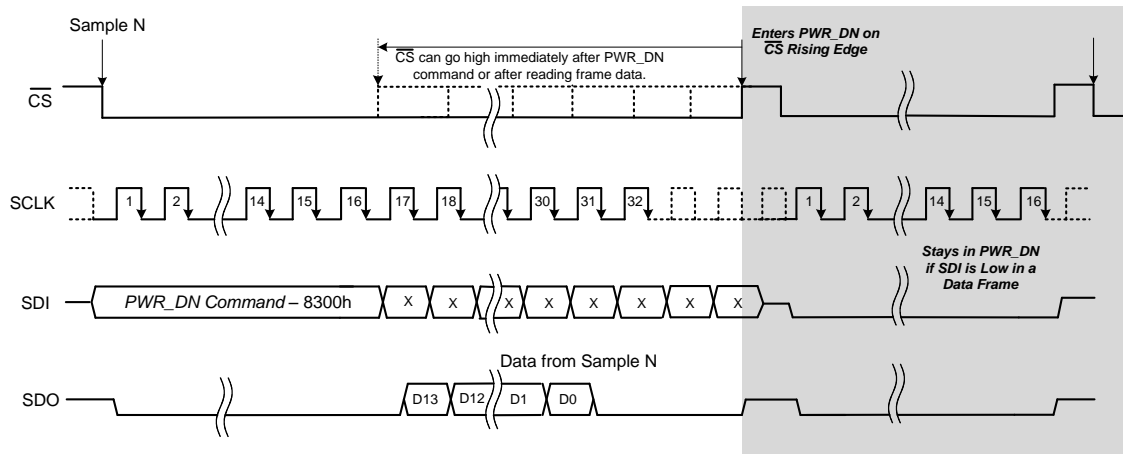 Sample N
Enters PWR_DN on
CS Rising Edge
CS can go high immediately after PWR_DN
command or after reading frame data.
CS
SCLK
1 2 14 15 16 17 18 30 31 32 1 2 14 15 16
Stays in PWR_DN
if SDI is Low in a
Data Frame
SDI
PWR_DN Command – 8300h X X X X X X X X
Data from Sample N
SDO
D13 D12 D1 D0